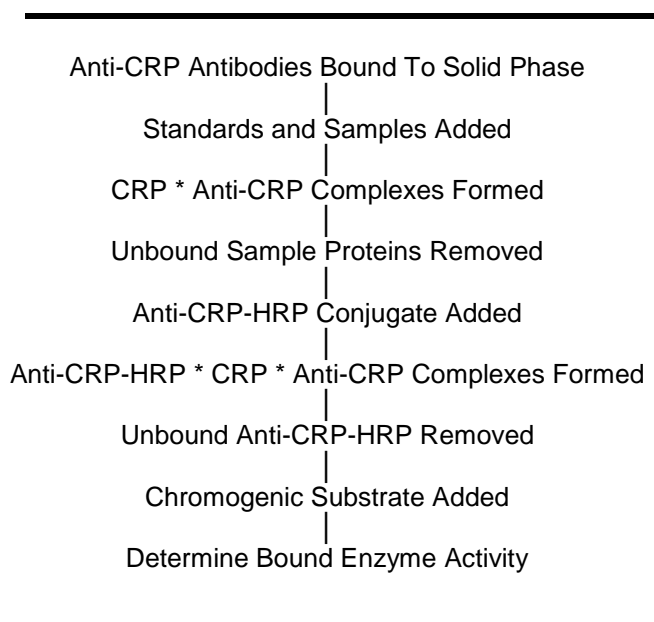 Anti-CRP Antibodies Bound To Solid Phase
Standards and Samples Added
CRP * Anti-CRP Complexes Formed
Unbound Sample Proteins Removed
Anti-CRP-HRP Conjugate Added
Anti-CRP-HRP * CRP * Anti-CRP Complexes Formed
Unbound Anti-CRP-HRP Removed
Chromogenic Substrate Added
Determine Bound Enzyme Activity